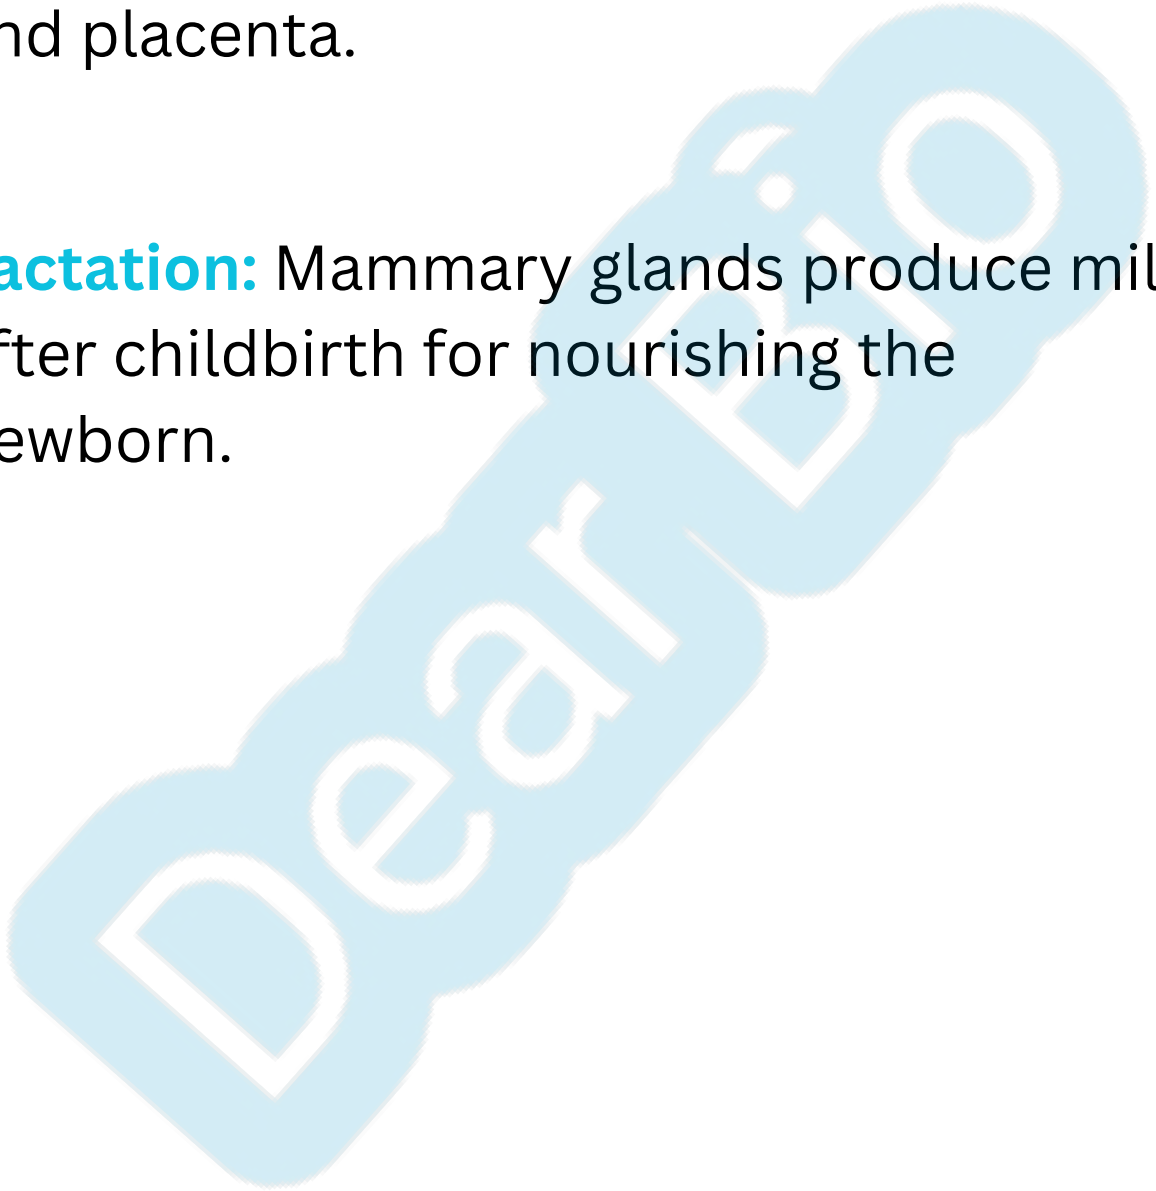 nd placenta.
actation: Mammary glands produce mil
fter childbirth for nourishing the
ewborn.
Dear Bio